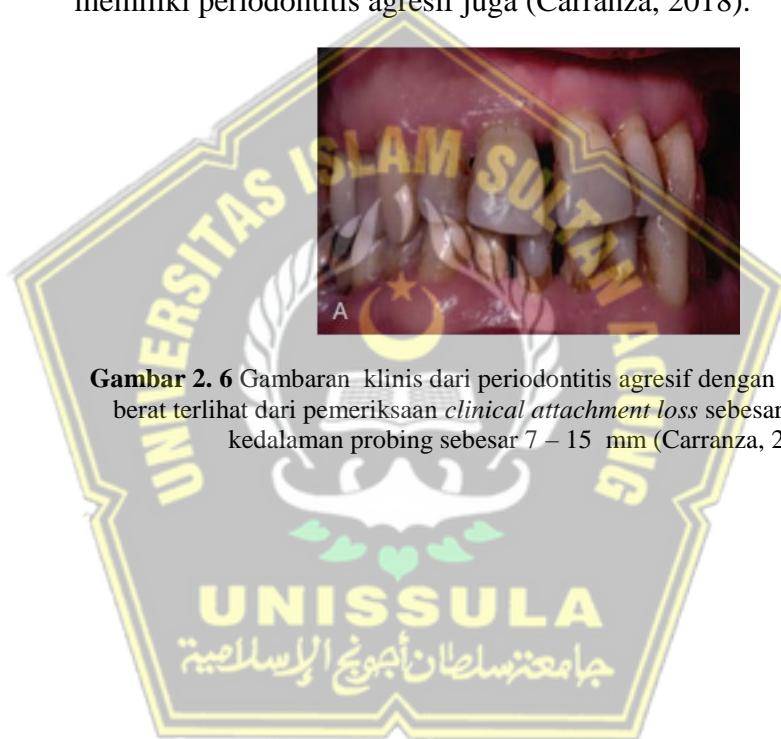 memiliki periodontitis agresif juga (Carranza, 2018).
UNIVERSITAS ISLAM SULTAN AGUNG
A
Gambar 2. 6 Gambaran klinis dari periodontitis agresif dengan
berat terlihat dari pemeriksaan clinical attachment loss sebesar
kedalaman probing sebesar 7 – 15 mm (Carranza, 2
UNISSULA
جامعتنسلطان أجونج الإسلامية